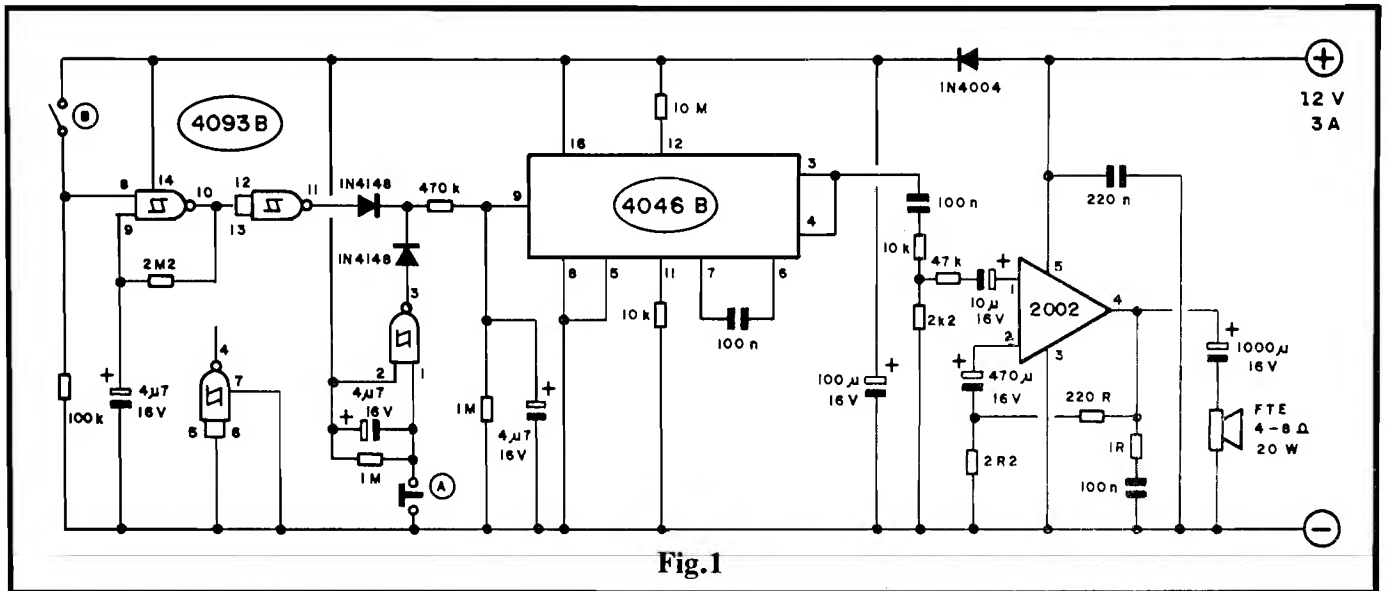 B
4093 B
8
14
9
10
12
13
11
1N4148
470k
2M2
1N4148
3
2
1
4µ7
16V
4
7
5
6
100k
4µ7
16V
1M
A
1M
4µ7
16V
10 M
16
12
9
4046 B
3
4
8
5
11
7
6
10k
100n
1N4004
100n
10k
47k
10µ
16V
2k2
100µ
16V
1
2002
5
4
2
3
470µ
16V
220 R
2R2
1R
100n
220 n
1000µ
16V
FTE
4-8 Ω
20 W
+
12 V
3 A
−
Fig.1